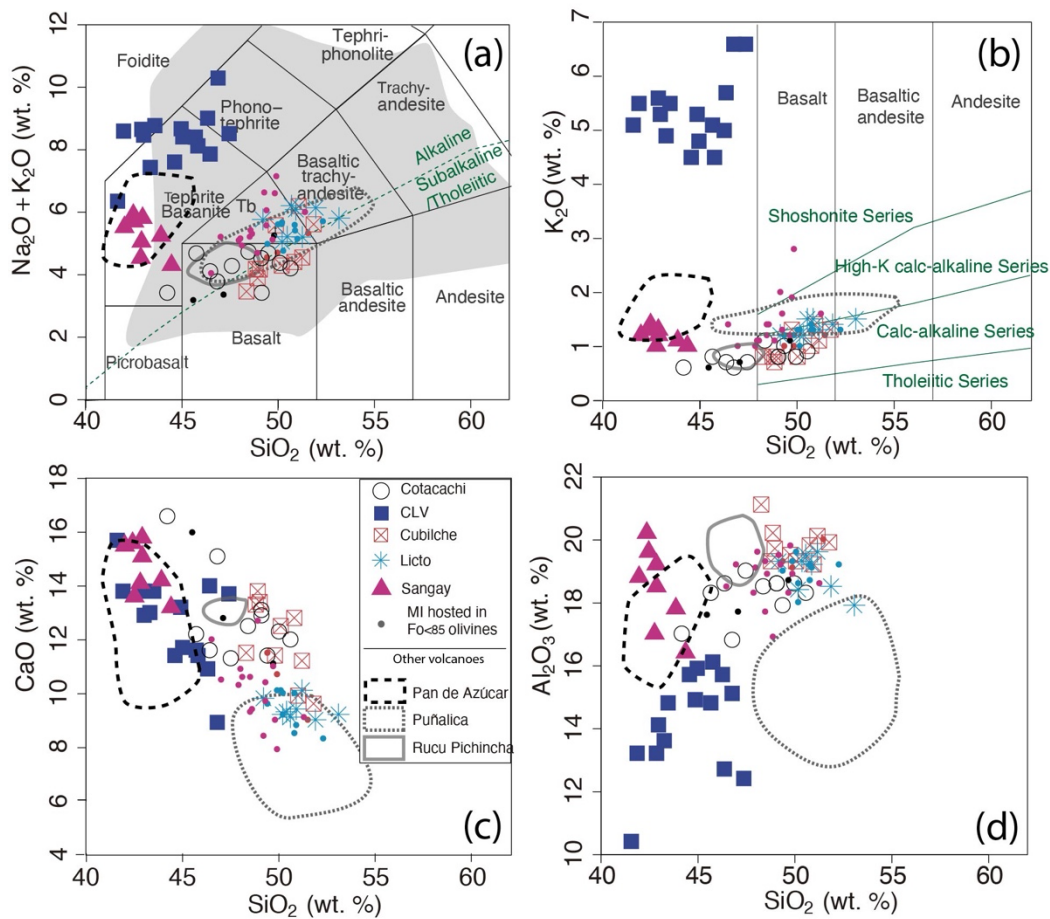 (a)
Na₂O + K₂O (wt. %)
12
10
8
6
4
2
0
Foidite
Tephri-
phonolite
Phono-
tephrite
Trachy-
andesite
Tephrite
Basanite
Tb
Basaltic
trachy-
andesite
Alkaline
Subalkaline
/Tholeiitic
Basaltic
andesite
Andesite
Basalt
Picrobasalt
40
45
50
55
60
SiO₂ (wt. %)
(b)
K₂O (wt. %)
7
6
5
4
3
2
1
0
Basalt
Basaltic
andesite
Andesite
Shoshonite Series
High-K calc-alkaline Series
Calc-alkaline Series
Tholeiitic Series
40
45
50
55
60
SiO₂ (wt. %)
(c)
CaO (wt. %)
18
16
14
12
10
8
6
4
Cotacachi
CLV
Cubilche
Licto
Sangay
MI hosted in
Fo<85 olivines
Other volcanoes
Pan de Azúcar
Puñalica
Rucu Pichincha
40
45
50
55
60
SiO₂ (wt. %)
(d)
Al₂O₃ (wt. %)
22
20
18
16
14
12
10
40
45
50
55
60
SiO₂ (wt. %)